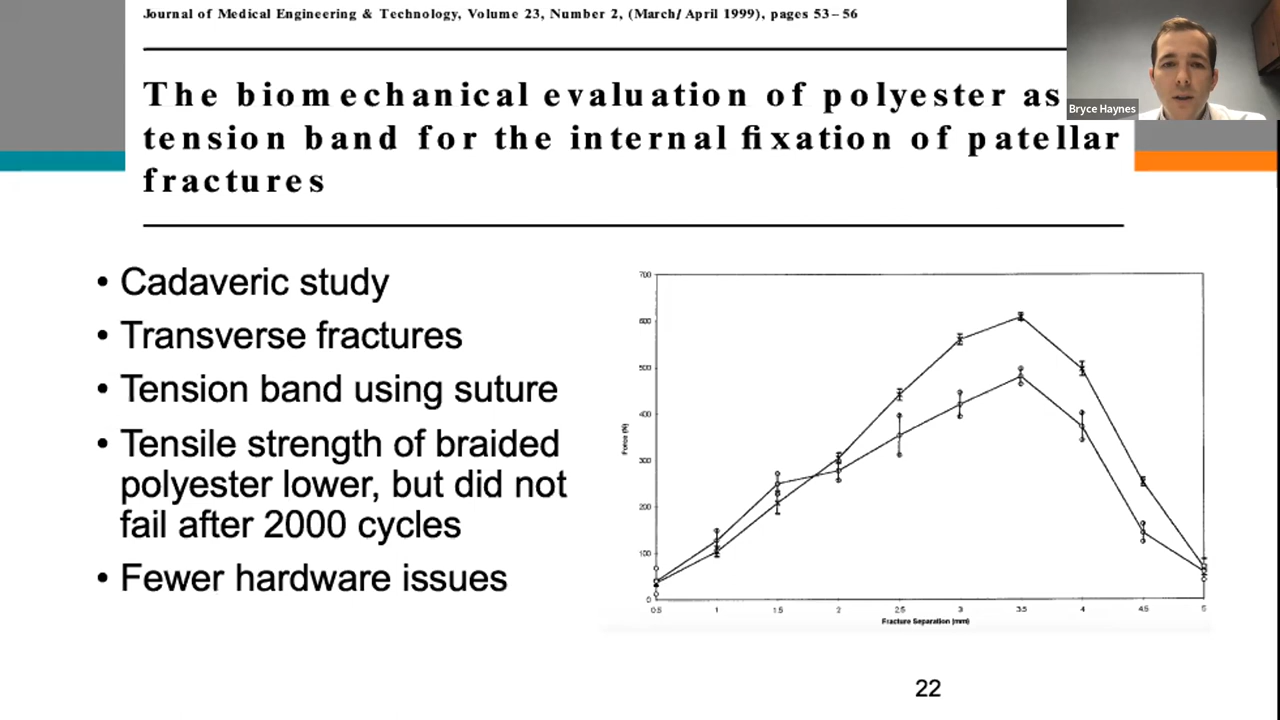 Journal of Medical Engineering & Technology, Volume 23, Number 2, (March/ April 1999), pages 53–56
Bryce Haynes
The biomechanical evaluation of polyester as
tension band for the internal fixation of patellar
fractures
• Cadaveric study
• Transverse fractures
• Tension band using suture
• Tensile strength of braided
polyester lower, but did not
fail after 2000 cycles
• Fewer hardware issues
700
600
500
400
300
200
100
0
Force (N)
0.5 1 1.5 2 2.5 3 3.5 4 4.5 5
Fracture Separation (mm)
22